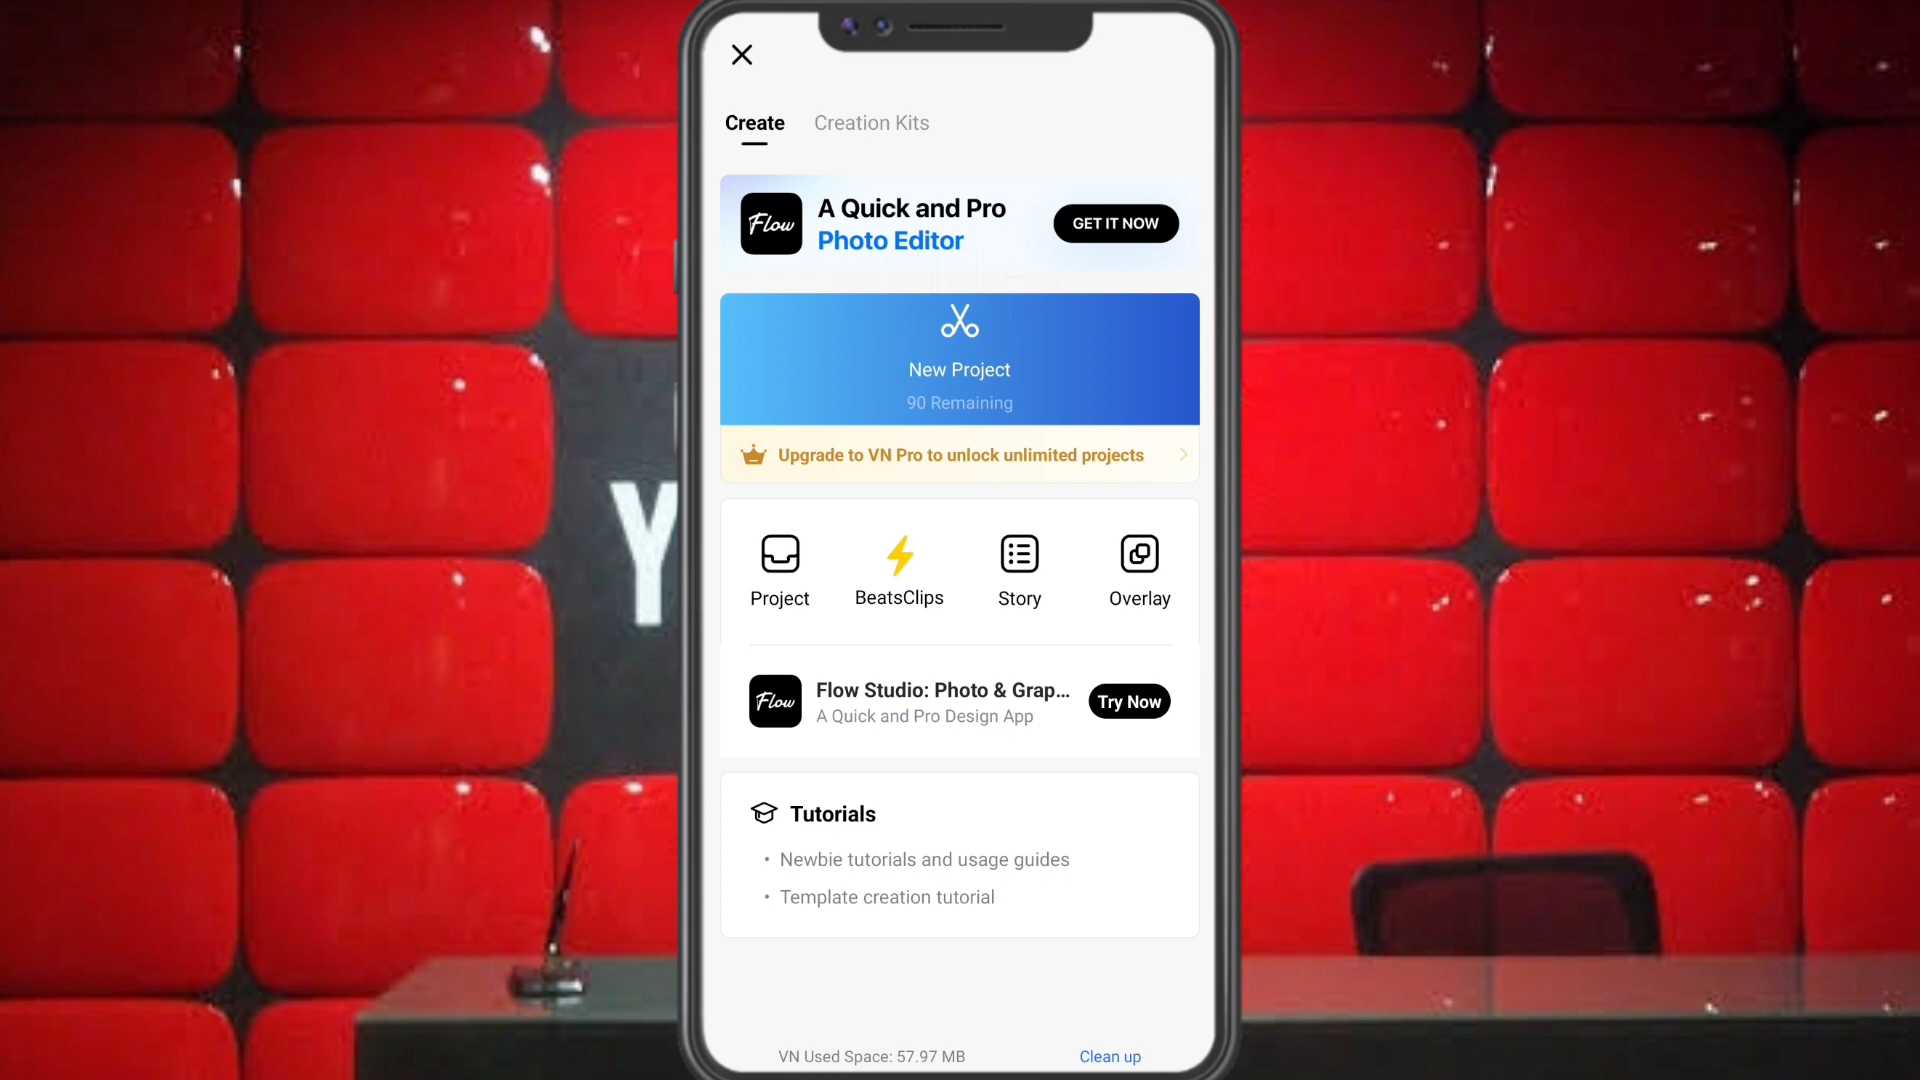 Create
Creation Kits
Flow
A Quick and Pro
Photo Editor
GET IT NOW
New Project
90 Remaining
Upgrade to VN Pro to unlock unlimited projects
Project
BeatsClips
Story
Overlay
Flow
Flow Studio: Photo & Grap...
A Quick and Pro Design App
Try Now
Tutorials
• Newbie tutorials and usage guides
• Template creation tutorial
VN Used Space: 57.97 MB
Clean up
Y